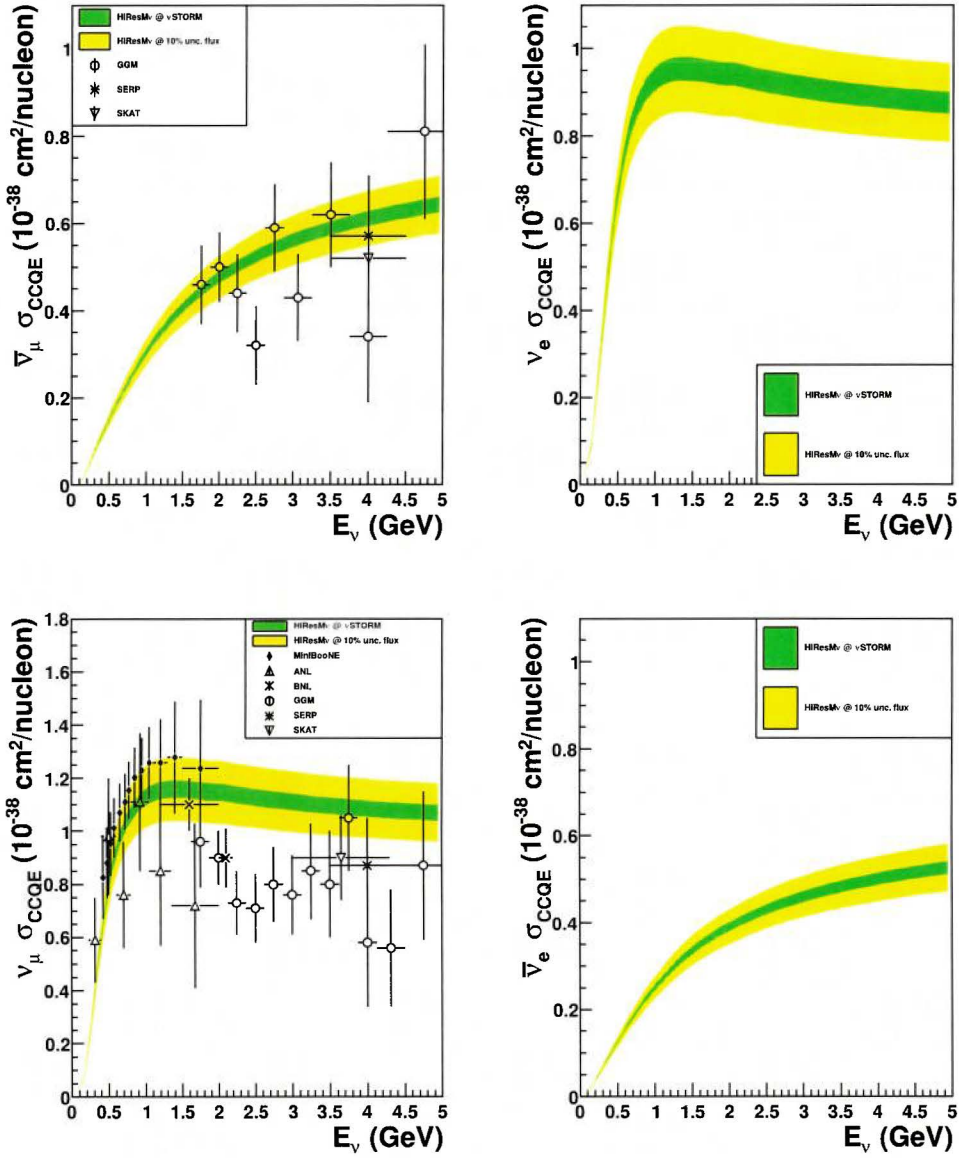 HIResMν @ νSTORM
HIResMν @ 10% unc. flux
GGM
SERP
SKAT
ν̄μ σCCQE (10⁻³⁸ cm²/nucleon)
1
0.8
0.6
0.4
0.2
0
0 0.5 1 1.5 2 2.5 3 3.5 4 4.5 5
Eν (GeV)
νe σCCQE (10⁻³⁸ cm²/nucleon)
1
0.8
0.6
0.4
0.2
0
HIResMν @ νSTORM
HIResMν @ 10% unc. flux
0 0.5 1 1.5 2 2.5 3 3.5 4 4.5 5
Eν (GeV)
νμ σCCQE (10⁻³⁸ cm²/nucleon)
1.8
1.6
1.4
1.2
1
0.8
0.6
0.4
0.2
0
HIResMν @ νSTORM
HIResMν @ 10% unc. flux
MiniBooNE
ANL
BNL
GGM
SERP
SKAT
0 0.5 1 1.5 2 2.5 3 3.5 4 4.5 5
Eν (GeV)
ν̄e σCCQE (10⁻³⁸ cm²/nucleon)
1
0.8
0.6
0.4
0.2
0
HIResMν @ νSTORM
HIResMν @ 10% unc. flux
0 0.5 1 1.5 2 2.5 3 3.5 4 4.5 5
Eν (GeV)